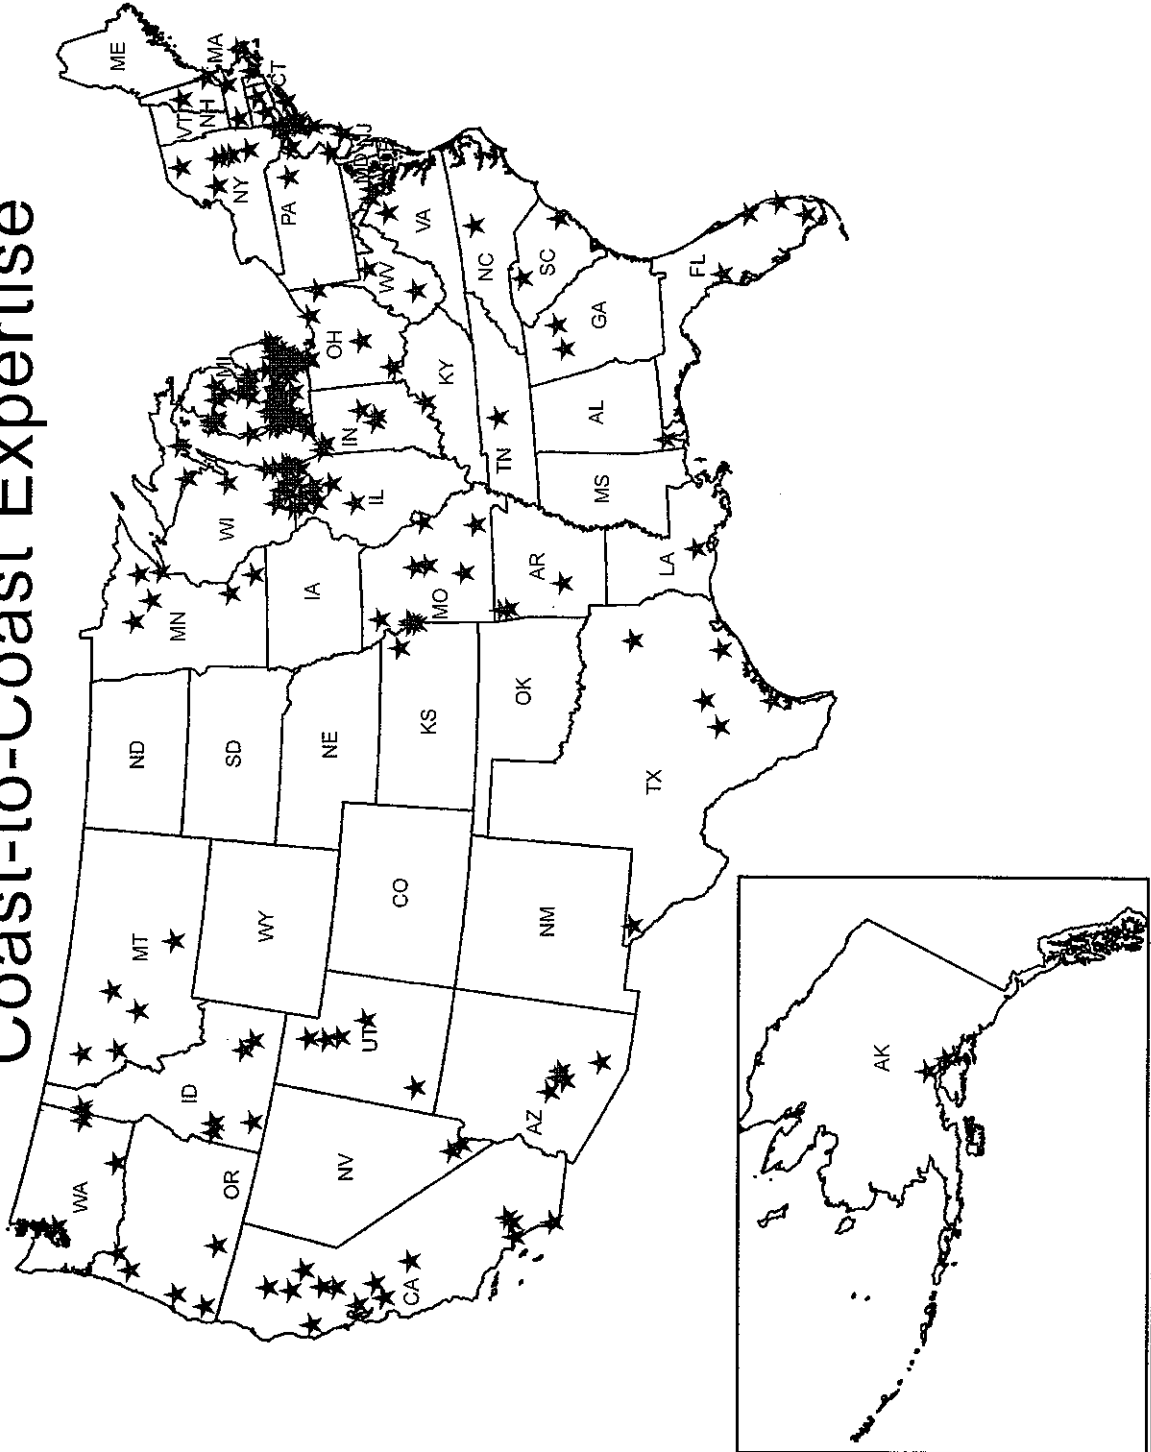 Coast-to-Coast Expertise
WA
MT
ND
MN
ME
VT
NH
MA
CT
NY
OR
ID
WY
SD
WI
MI
PA
NJ
MD
NV
UT
CO
NE
IA
IL
IN
OH
WV
VA
CA
AZ
NM
KS
MO
KY
NC
TN
SC
OK
AR
MS
AL
GA
TX
LA
FL
AK